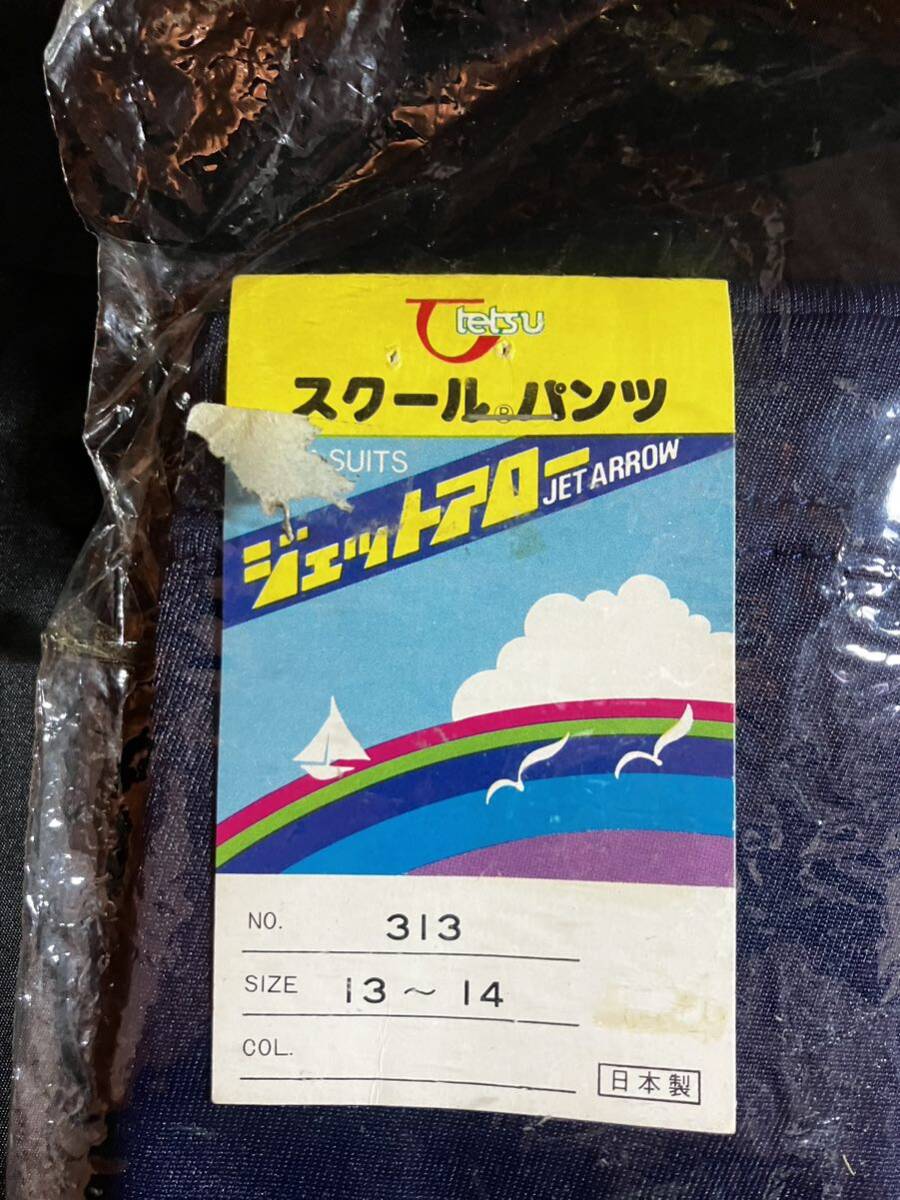 tetsu
スクール®パンツ
SUITS
ジェットアロー
JET ARROW
NO. 313
SIZE 13～14
COL.
日本製